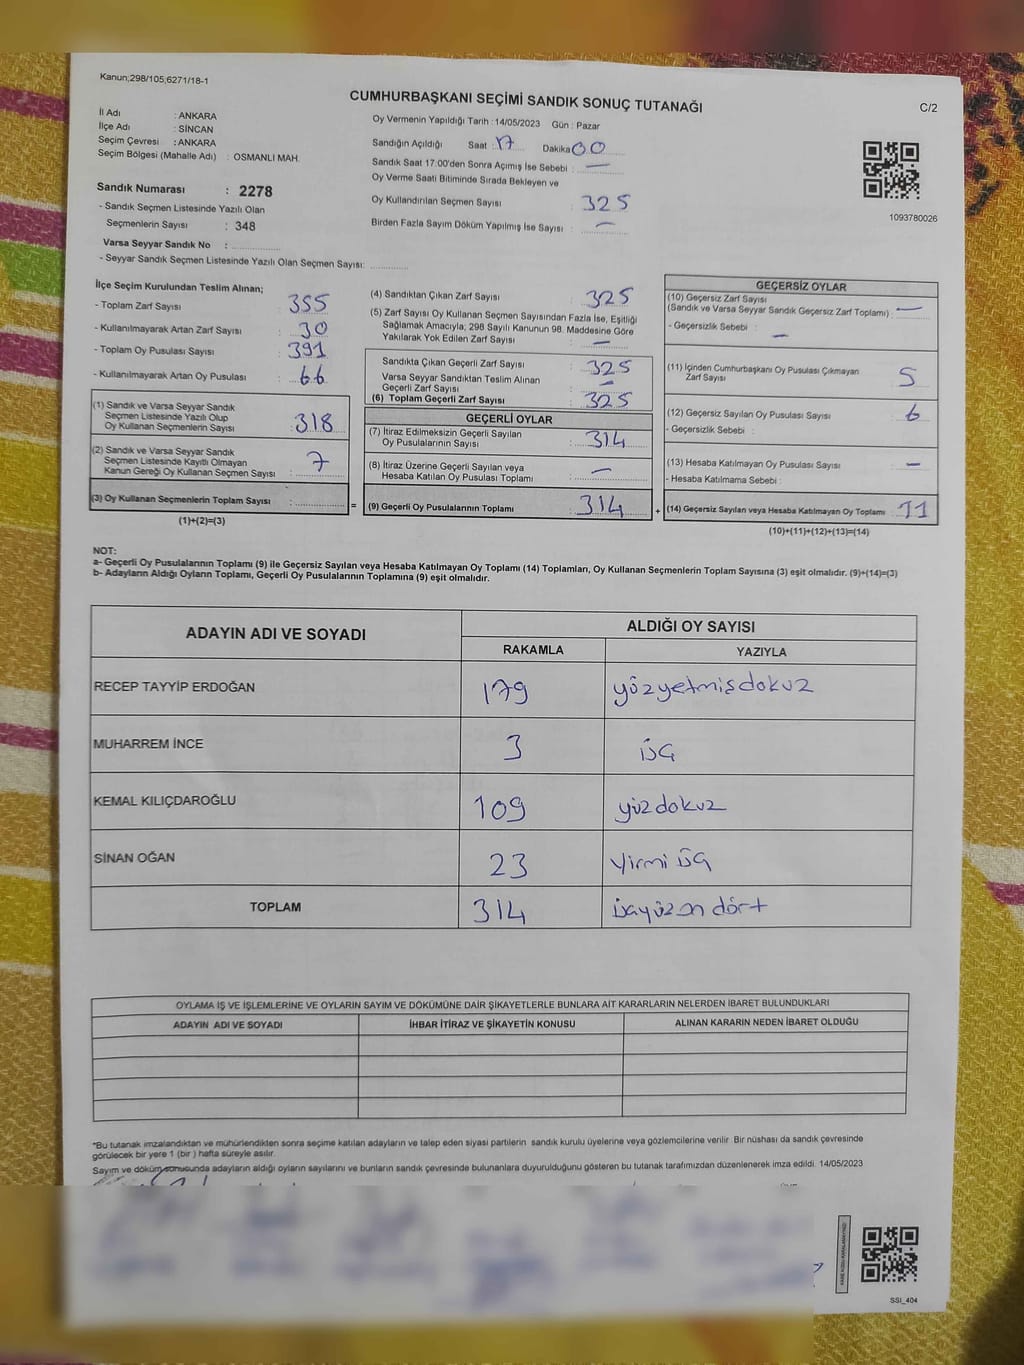 Kanun;298/105;6271/18-1
CUMHURBAŞKANI SEÇİMİ SANDIK SONUÇ TUTANAĞI
C/2
İl Adı : ANKARA
İlçe Adı : SİNCAN
Seçim Çevresi : ANKARA
Seçim Bölgesi (Mahalle Adı) : OSMANLI MAH.
Sandık Numarası : 2278
- Sandık Seçmen Listesinde Yazılı Olan
Seçmenlerin Sayısı : 348
Varsa Seyyar Sandık No :
- Seyyar Sandık Seçmen Listesinde Yazılı Olan Seçmen Sayısı:
Oy Vermenin Yapıldığı Tarih :14/05/2023 Gün : Pazar
Sandığın Açıldığı Saat : 17 Dakika 00
Sandık Saat 17.00'den Sonra Açımış İse Sebebi : —
Oy Verme Saati Bitiminde Sırada Bekleyen ve
Oy Kullandırılan Seçmen Sayısı : 325
Birden Fazla Sayım Döküm Yapılmış İse Sayısı : —
1093780026
İlçe Seçim Kurulundan Teslim Alınan;
- Toplam Zarf Sayısı : 355
- Kullanılmayarak Artan Zarf Sayısı : 30
- Toplam Oy Pusulası Sayısı : 391
- Kullanılmayarak Artan Oy Pusulası : 66
(1) Sandık ve Varsa Seyyar Sandık
Seçmen Listesinde Yazılı Olup
Oy Kullanan Seçmenlerin Sayısı : 318
(2) Sandık ve Varsa Seyyar Sandık
Seçmen Listesinde Kayıtlı Olmayan
Kanun Gereği Oy Kullanan Seçmen Sayısı : 7
(3) Oy Kullanan Seçmenlerin Toplam Sayısı :
(1)+(2)=(3)
(4) Sandıktan Çıkan Zarf Sayısı : 325
(5) Zarf Sayısı Oy Kullanan Seçmen Sayısından Fazla İse, Eşitliği
Sağlamak Amacıyla; 298 Sayılı Kanunun 98. Maddesine Göre
Yakılarak Yok Edilen Zarf Sayısı : —
Sandıkta Çıkan Geçerli Zarf Sayısı : 325
Varsa Seyyar Sandıktan Teslim Alınan
Geçerli Zarf Sayısı : —
(6) Toplam Geçerli Zarf Sayısı : 325
GEÇERLİ OYLAR
(7) İtiraz Edilmeksizin Geçerli Sayılan
Oy Pusulalarının Sayısı : 314
(8) İtiraz Üzerine Geçerli Sayılan veya
Hesaba Katılan Oy Pusulası Toplamı : —
= (9) Geçerli Oy Pusulalarının Toplamı : 314
GEÇERSİZ OYLAR
(10) Geçersiz Zarf Sayısı
(Sandık ve Varsa Seyyar Sandık Geçersiz Zarf Toplamı) : —
- Geçersizlik Sebebi : —
(11) İçinden Cumhurbaşkanı Oy Pusulası Çıkmayan
Zarf Sayısı : 5
(12) Geçersiz Sayılan Oy Pusulası Sayısı : 6
- Geçersizlik Sebebi :
(13) Hesaba Katılmayan Oy Pusulası Sayısı : —
- Hesaba Katılmama Sebebi :
+ (14) Geçersiz Sayılan veya Hesaba Katılmayan Oy Toplamı : 11
(10)+(11)+(12)+(13)=(14)
NOT:
a- Geçerli Oy Pusulalarının Toplamı (9) ile Geçersiz Sayılan veya Hesaba Katılmayan Oy Toplamı (14) Toplamları, Oy Kullanan Seçmenlerin Toplam Sayısına (3) eşit olmalıdır. (9)+(14)=(3)
b- Adayların Aldığı Oyların Toplamı, Geçerli Oy Pusulalarının Toplamına (9) eşit olmalıdır.
ADAYIN ADI VE SOYADI ALDIĞI OY SAYISI
RAKAMLA YAZIYLA
RECEP TAYYİP ERDOĞAN 179 yüzyetmişdokuz
MUHARREM İNCE 3 üç
KEMAL KILIÇDAROĞLU 109 yüzdokuz
SİNAN OĞAN 23 Yirmi üç
TOPLAM 314 üçyüzon dört
OYLAMA İŞ VE İŞLEMLERİNE VE OYLARIN SAYIM VE DÖKÜMÜNE DAİR ŞİKAYETLERLE BUNLARA AİT KARARLARIN NELERDEN İBARET BULUNDUKLARI
ADAYIN ADI VE SOYADI İHBAR İTİRAZ VE ŞİKAYETİN KONUSU ALINAN KARARIN NEDEN İBARET OLDUĞU
*Bu tutanak imzalandıktan ve mühürlendikten sonra seçime katılan adayların ve talep eden siyasi partilerin sandık kurulu üyelerine veya gözlemcilerine verilir. Bir nüshası da sandık çevresinde
görülecek bir yere 1 (bir ) hafta süreyle asılır.
Sayım ve döküm sonucunda adayların aldığı oyların sayılarını ve bunların sandık çevresinde bulunanlara duyurulduğunu gösteren bu tutanak tarafımızdan düzenlenerek imza edildi. 14/05/2023
SSI_404